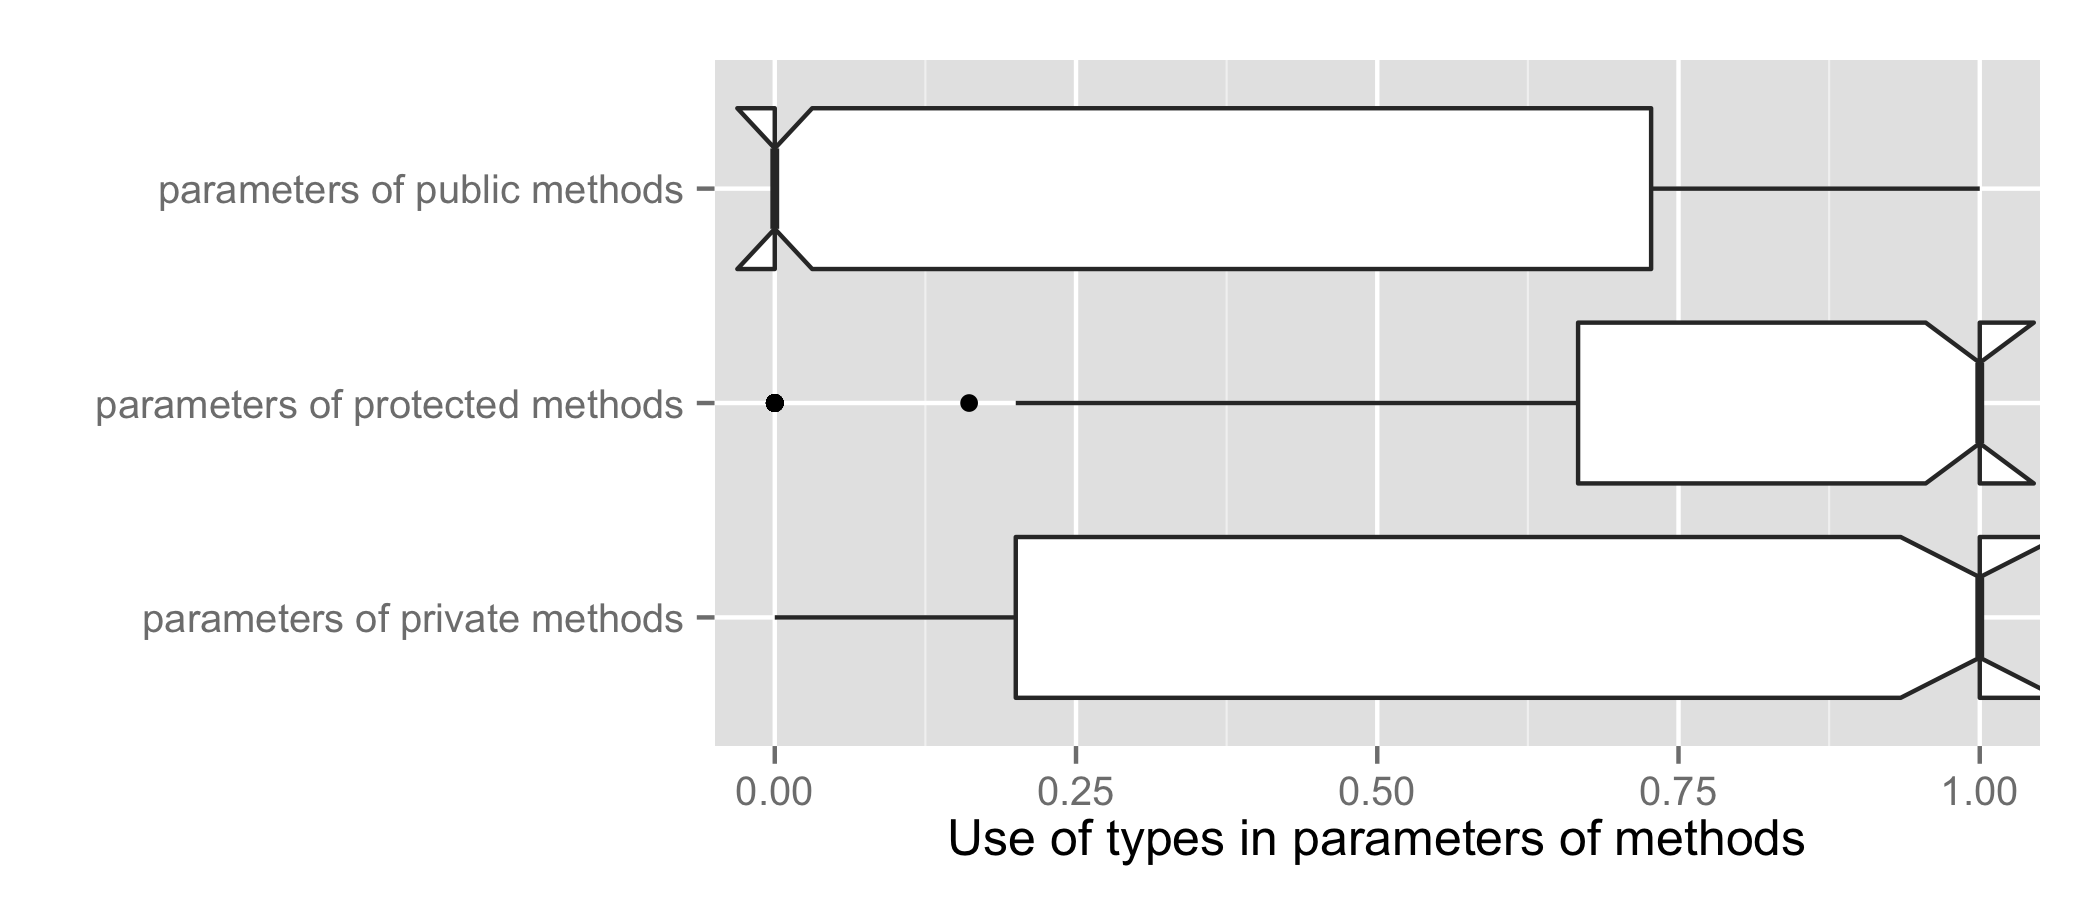 parameters of public methods
parameters of protected methods
parameters of private methods
0.00 0.25 0.50 0.75 1.00
Use of types in parameters of methods